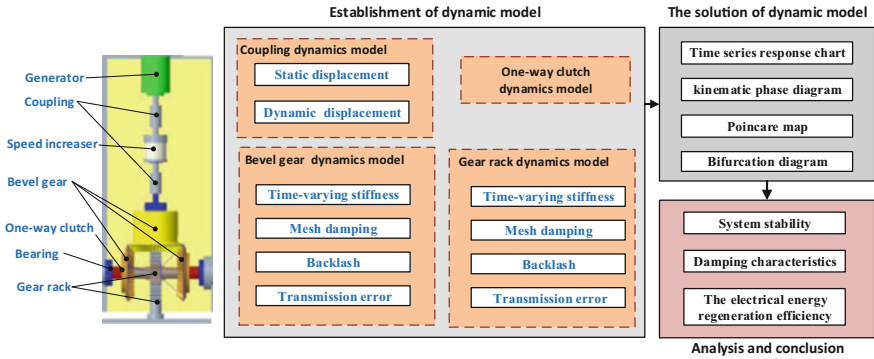 Generator
Coupling
Speed increaser
Bevel gear
One-way clutch
Bearing
Gear rack
Establishment of dynamic model
Coupling dynamics model
Static displacement
Dynamic displacement
One-way clutch
dynamics model
Bevel gear dynamics model
Time-varying stiffness
Mesh damping
Backlash
Transmission error
Gear rack dynamics model
Time-varying stiffness
Mesh damping
Backlash
Transmission error
The solution of dynamic model
Time series response chart
kinematic phase diagram
Poincare map
Bifurcation diagram
System stability
Damping characteristics
The electrical energy
regeneration efficiency
Analysis and conclusion